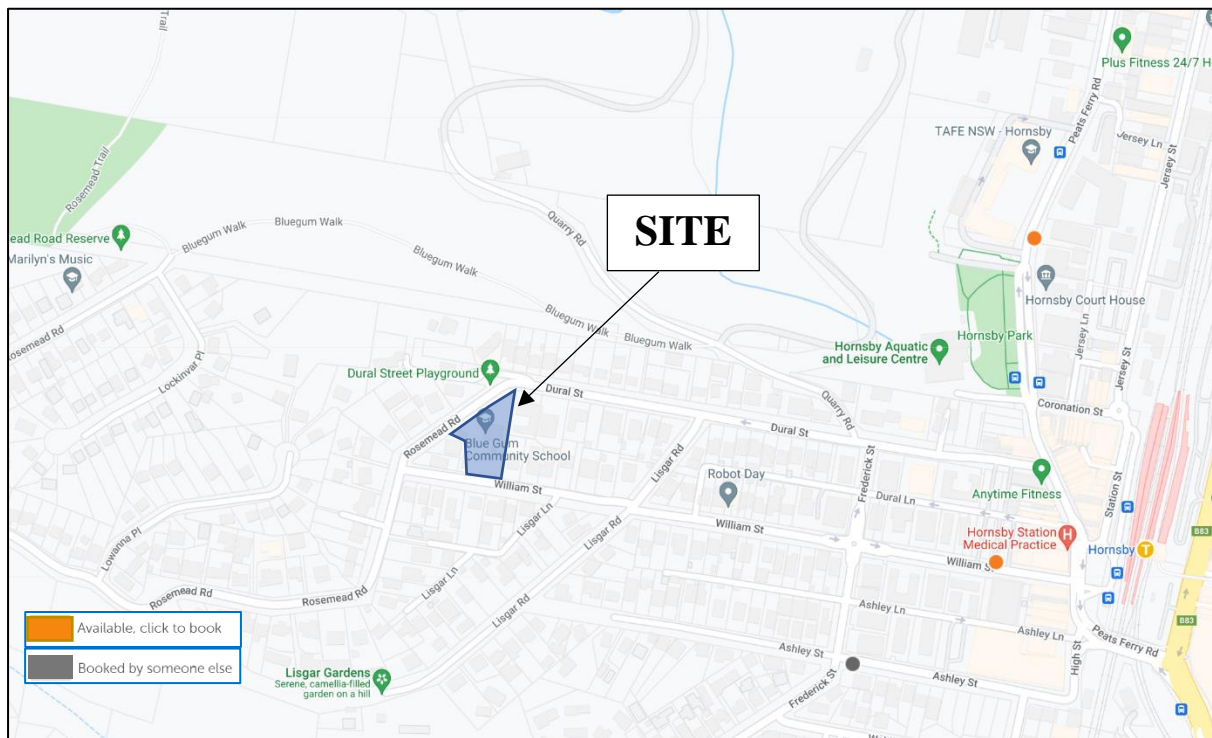 Trail
Rosemead Trail
ead Road Reserve
Marilyn's Music
Bluegum Walk
Bluegum Walk
Bluegum Walk
Bluegum Walk
Bluegum Walk
Quarry Rd
SITE
Plus Fitness 24/7 H
Peats Ferry Rd
TAFE NSW - Hornsby
Jersey Ln
Jersey St
Hornsby Court House
Jersey Ln
Jersey St
Hornsby Park
Hornsby Aquatic
and Leisure Centre
Coronation St
Rosemead Rd
Lockinvar Pl
Dural Street Playground
Dural St
Rosemead Rd
Blue Gum
Community School
Lisgar Rd
Dural St
Quarry Rd
Frederick St
Station St
Robot Day
Dural Ln
Anytime Fitness
William St
Lisgar Ln
William St
Hornsby Station
Medical Practice
H
Hornsby
T
B83
William St
Lowanna Pl
Rosemead Rd
Rosemead Rd
Lisgar Ln
Lisgar Rd
Lisgar Rd
Ashley Ln
Ashley Ln
B83
Peats Ferry Rd
High St
Available, click to book
Booked by someone else
Lisgar Gardens
Serene, camellia-filled
garden on a hill
Ashley St
Ashley St
Frederick St